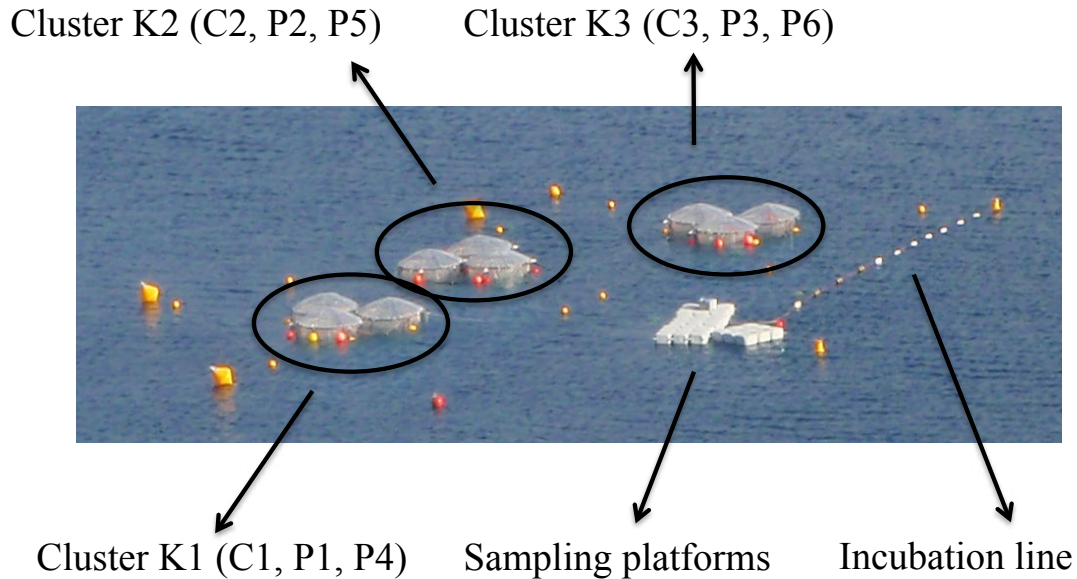 Cluster K2 (C2, P2, P5)
Cluster K3 (C3, P3, P6)
Cluster K1 (C1, P1, P4)
Sampling platforms
Incubation line